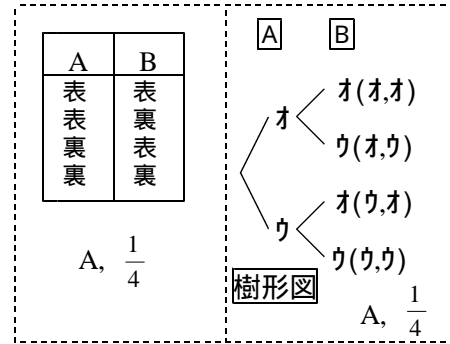 A B
表 表
表 裏
裏 表
裏 裏
A, 1/4
A B
オ オ(オ,オ)
ウ(オ,ウ)
ウ オ(ウ,オ)
ウ(ウ,ウ)
樹形図
A, 1/4